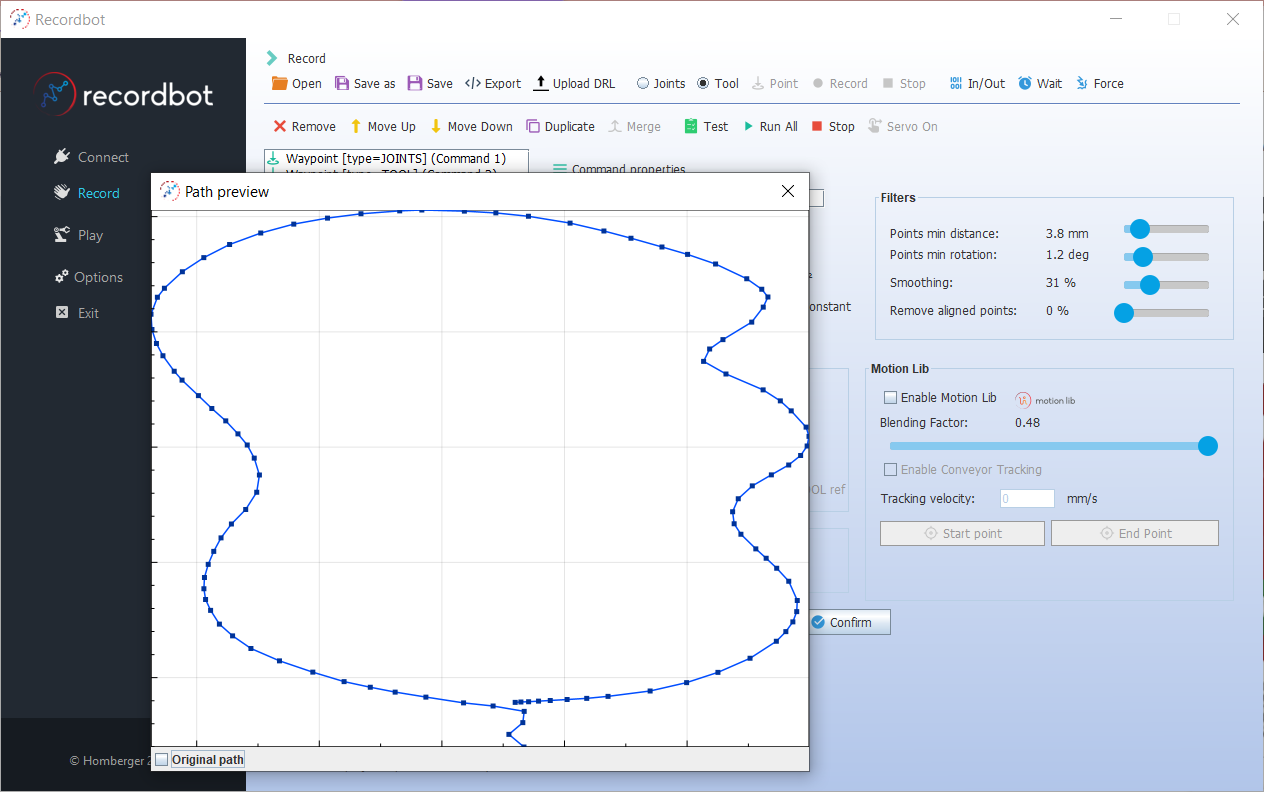 Recordbot
recordbot
Connect
Record
Play
Options
Exit
© Homberger
Record
Open Save as Save Export Upload DRL Joints Tool Point Record Stop In/Out Wait Force
Remove Move Up Move Down Duplicate Merge Test Run All Stop Servo On
Waypoint [type=JOINTS] (Command 1)
Waypoint [type=TOOL] (Command 2)
Command properties
Path preview
Original path
onstant
OL ref
Confirm
Filters
Points min distance: 3.8 mm
Points min rotation: 1.2 deg
Smoothing: 31 %
Remove aligned points: 0 %
Motion Lib
Enable Motion Lib motion lib
Blending Factor: 0.48
Enable Conveyor Tracking
Tracking velocity: 0 mm/s
Start point End Point